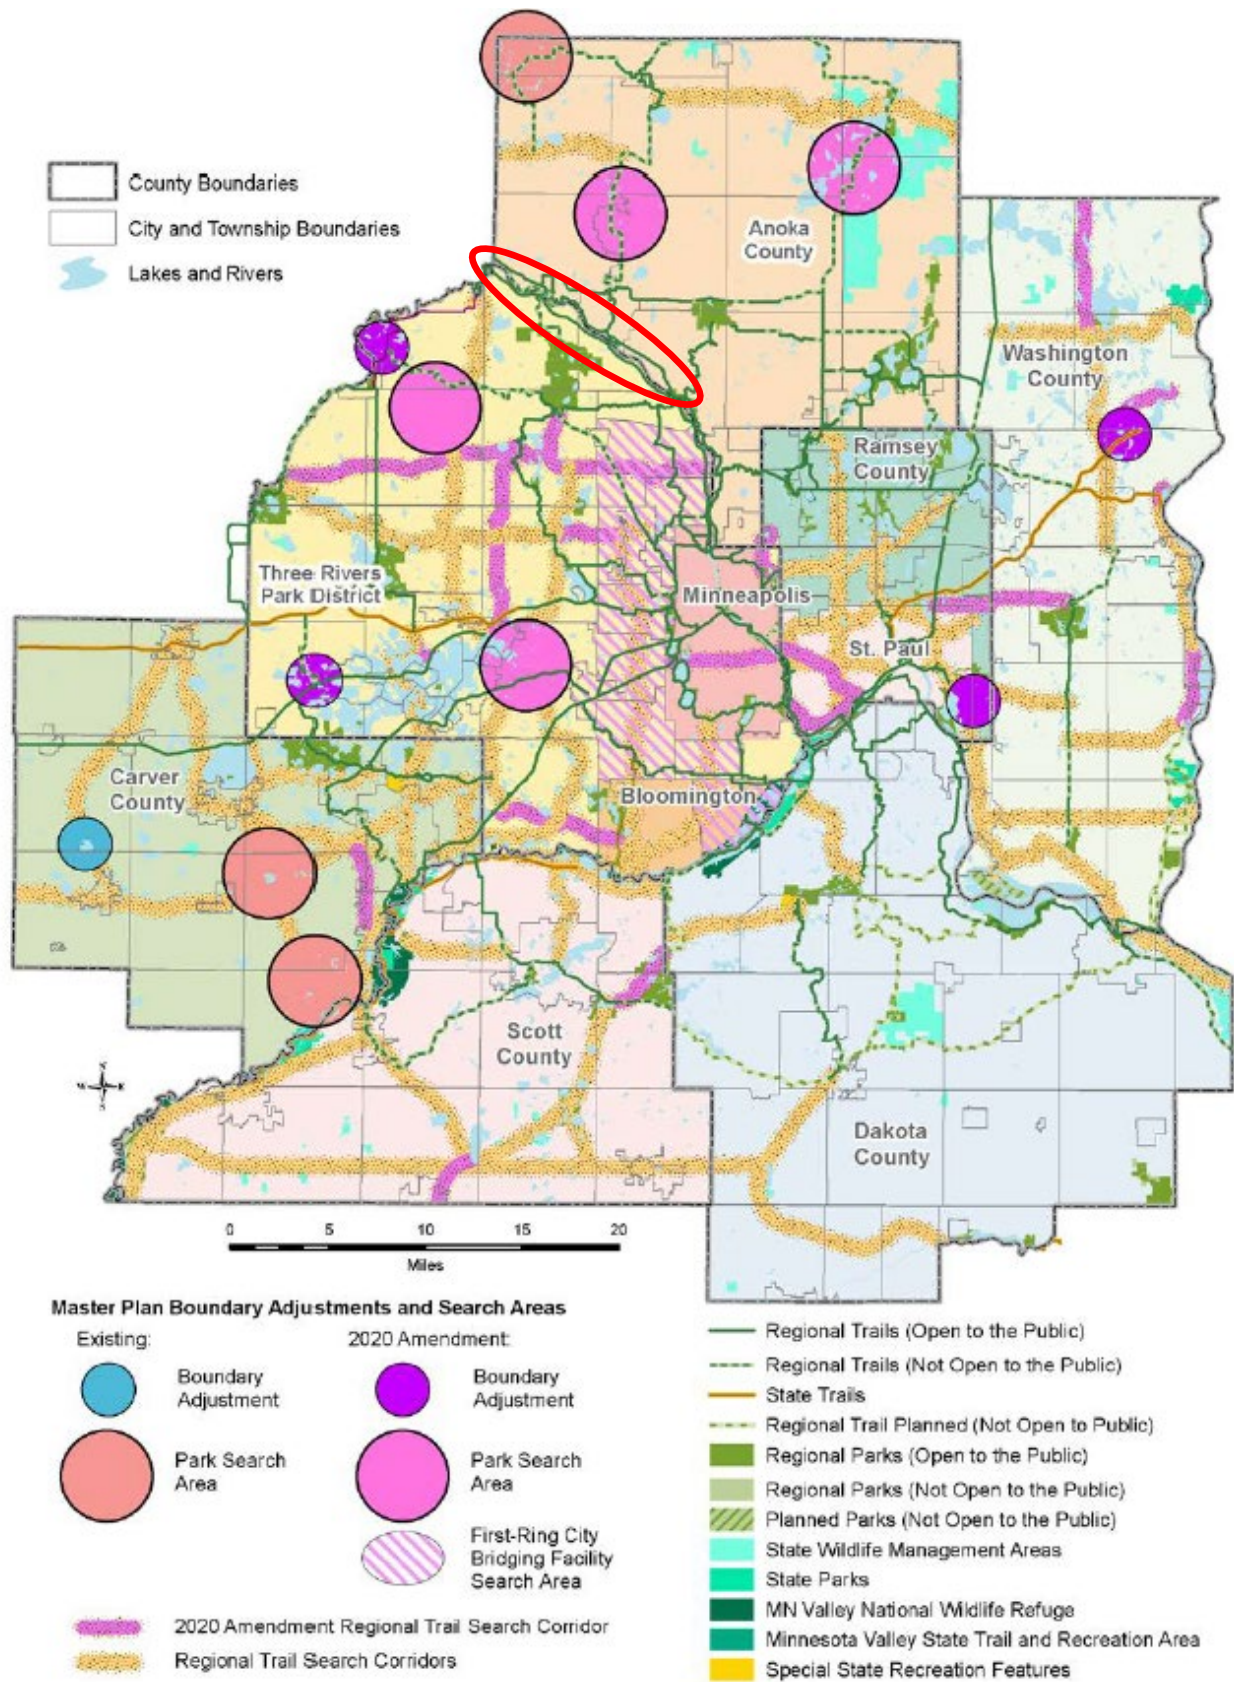 County Boundaries
City and Township Boundaries
Lakes and Rivers
Anoka
County
Washington
County
Ramsey
County
Three Rivers
Park District
Minneapolis
St. Paul
Carver
County
Bloomington
Scott
County
Dakota
County
0 5 10 15 20
Miles
Master Plan Boundary Adjustments and Search Areas
Existing:
Boundary
Adjustment
Park Search
Area
2020 Amendment:
Boundary
Adjustment
Park Search
Area
First-Ring City
Bridging Facility
Search Area
2020 Amendment Regional Trail Search Corridor
Regional Trail Search Corridors
Regional Trails (Open to the Public)
Regional Trails (Not Open to the Public)
State Trails
Regional Trail Planned (Not Open to Public)
Regional Parks (Open to the Public)
Regional Parks (Not Open to the Public)
Planned Parks (Not Open to the Public)
State Wildlife Management Areas
State Parks
MN Valley National Wildlife Refuge
Minnesota Valley State Trail and Recreation Area
Special State Recreation Features